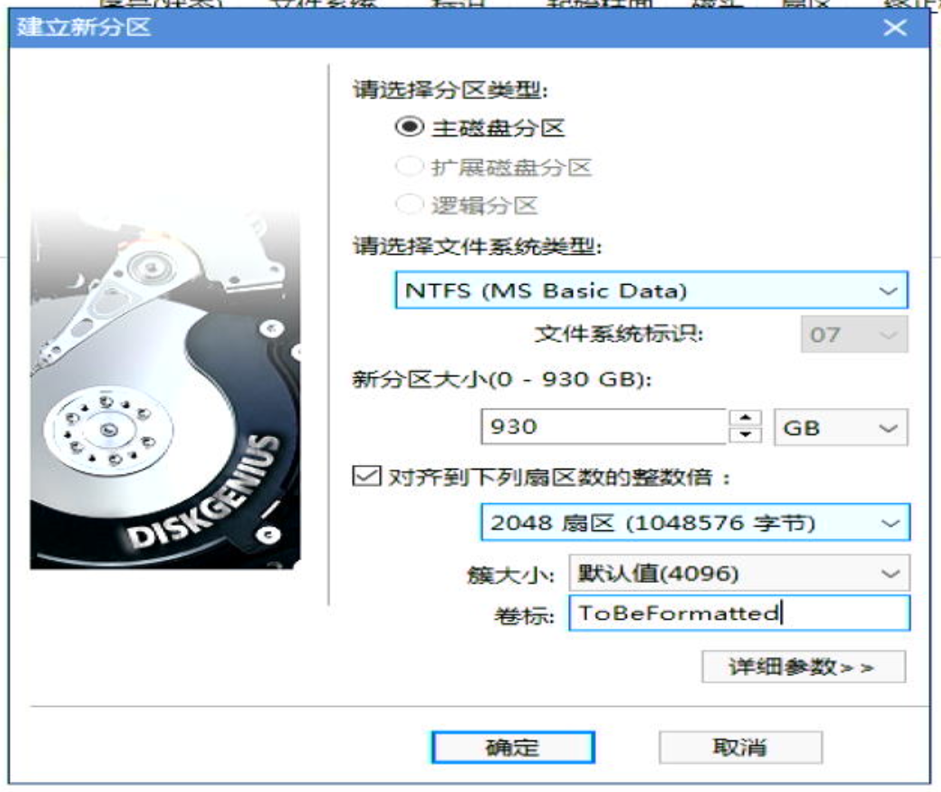 建立新分区
请选择分区类型:
主磁盘分区
扩展磁盘分区
逻辑分区
请选择文件系统类型:
NTFS (MS Basic Data)
文件系统标识: 07
新分区大小(0 - 930 GB):
930 GB
对齐到下列扇区数的整数倍：
2048 扇区 (1048576 字节)
簇大小: 默认值(4096)
卷标: ToBeFormatted
详细参数>>
DISKGENIUS
确定 取消